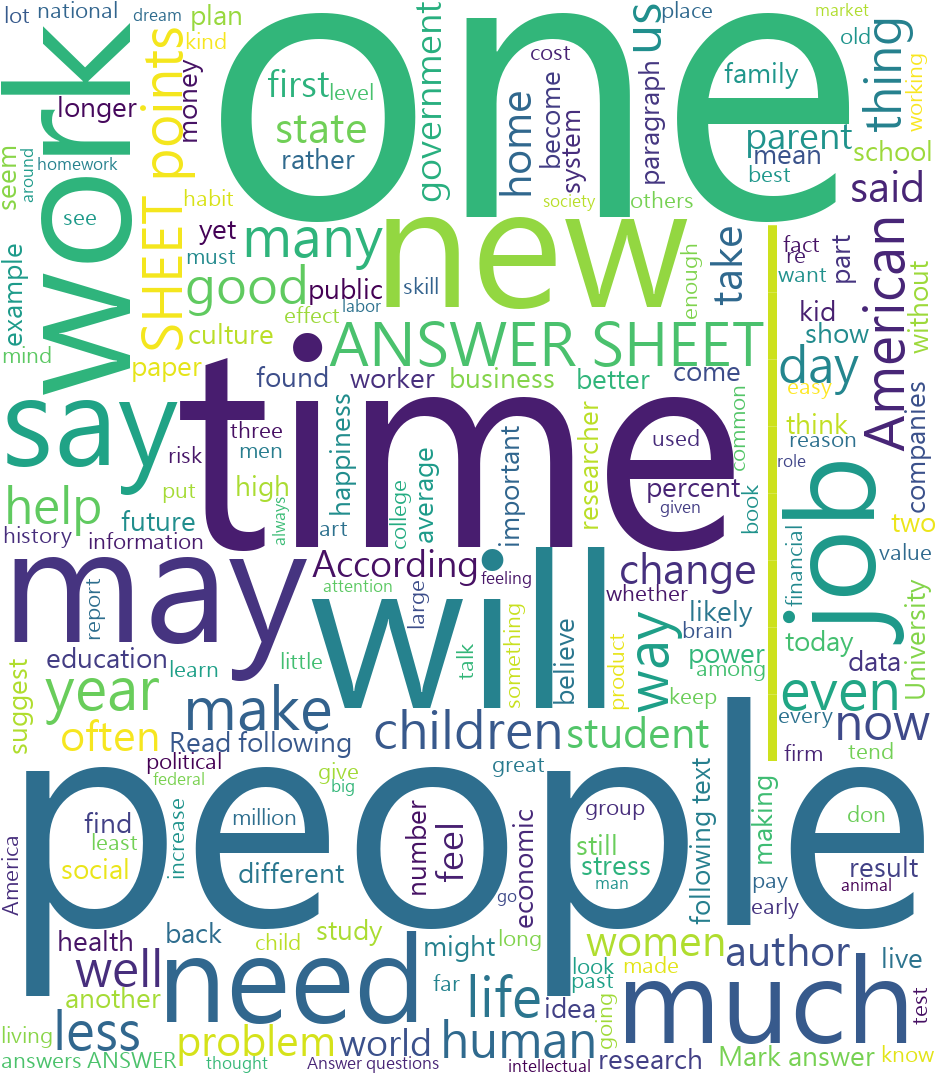 lot national dream plan kind
work SHEET points money
longer
seem around homework
see
habit
one
first level
state
rather
government
home
cost
become
system
paragraph us
place
market
old
thing
working
family
parent
mean
best
school
said
society others
yet
must
many
good public skill
new
enough
take
fact
re
want
part
American
without
example
mind
culture effect labor
paper
ANSWER SHEET
kid
show
day
easy
found worker business better come
say
time
three
men
risk
put high
always
happiness
art
college
average
important
researcher
used
percent
given
common
book
think
reason
role
job
financial
companies
two
value
help
future
history information
may
According
attention feeling
large
change
whether
likely
brain
power
among
today
data
University
report
education learn little
suggest
year
make
will
talk
something
believe
product
way
keep
even
every now
often
Read following
children student
firm tend
political
federal
people
give
big
great
America
find
least
social
increase
million
different
number
feel
economic
go
group
still
stress
man
following text
making
pay
early
don
result
animal
health
well
back
child study
might long
far
need
women
look
past
made
author
live
another
living less
problem world
human
life
idea
going
much
test
answers ANSWER thought Answer questions intellectual research Mark answer know